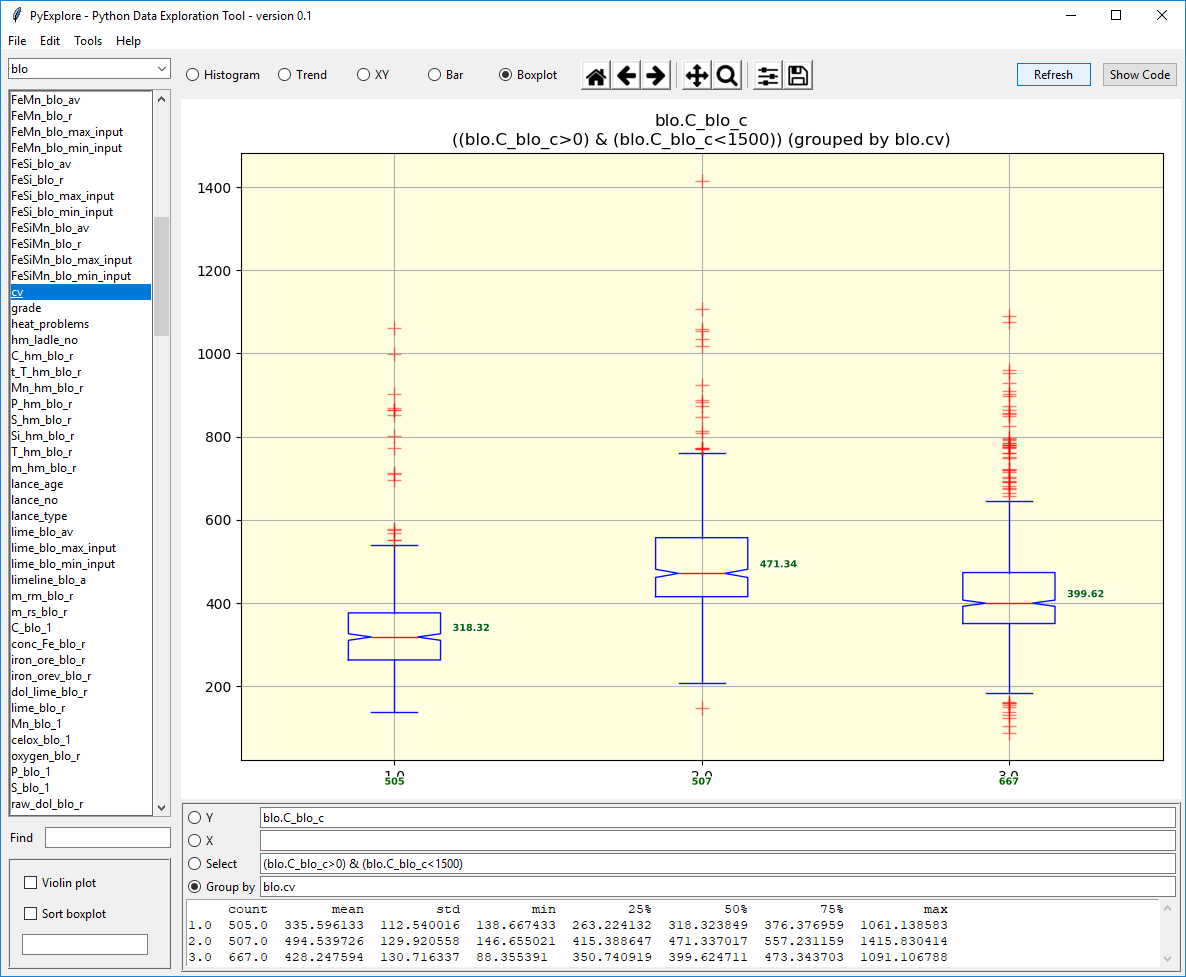 PyExplore - Python Data Exploration Tool - version 0.1
File Edit Tools Help
blo
Histogram Trend XY Bar Boxplot
Refresh Show Code
FeMn_blo_av
FeMn_blo_r
FeMn_blo_max_input
FeMn_blo_min_input
FeSi_blo_av
FeSi_blo_r
FeSi_blo_max_input
FeSi_blo_min_input
FeSiMn_blo_av
FeSiMn_blo_r
FeSiMn_blo_max_input
FeSiMn_blo_min_input
cv
grade
heat_problems
hm_ladle_no
C_hm_blo_r
t_T_hm_blo_r
Mn_hm_blo_r
P_hm_blo_r
S_hm_blo_r
Si_hm_blo_r
T_hm_blo_r
m_hm_blo_r
lance_age
lance_no
lance_type
lime_blo_av
lime_blo_max_input
lime_blo_min_input
limeline_blo_a
m_rm_blo_r
m_rs_blo_r
C_blo_1
conc_Fe_blo_r
iron_ore_blo_r
iron_orev_blo_r
dol_lime_blo_r
lime_blo_r
Mn_blo_1
celox_blo_1
oxygen_blo_r
P_blo_1
S_blo_1
raw_dol_blo_r
Find
Violin plot
Sort boxplot
blo.C_blo_c
((blo.C_blo_c>0) & (blo.C_blo_c<1500)) (grouped by blo.cv)
1400
1200
1000
800
600
400
200
318.32
471.34
399.62
1.0 2.0 3.0
505 507 667
Y blo.C_blo_c
X
Select (blo.C_blo_c>0) & (blo.C_blo_c<1500)
Group by blo.cv
count mean std min 25% 50% 75% max
1.0 505.0 335.596133 112.540016 138.667433 263.224132 318.323849 376.376959 1061.138583
2.0 507.0 494.539726 129.920558 146.655021 415.388647 471.337017 557.231159 1415.830414
3.0 667.0 428.247594 130.716337 88.355391 350.740919 399.624711 473.343703 1091.106788